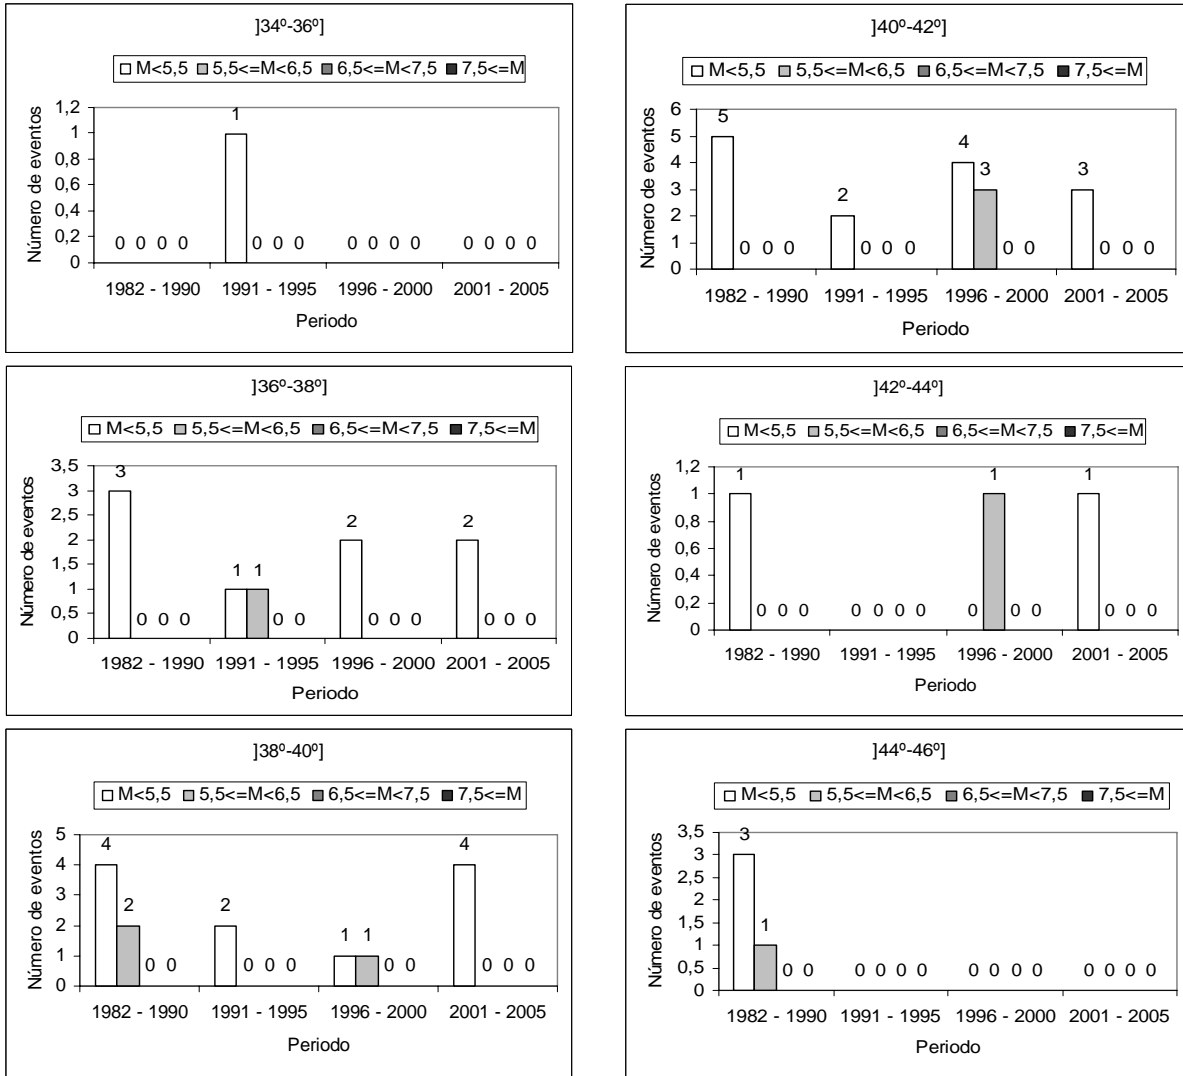 ]34º-36º]
M<5,5 5,5<=M<6,5 6,5<=M<7,5 7,5<=M
Número de eventos
1,2
1
0,8
0,6
0,4
0,2
0
0 0 0 0 1 0 0 0 0 0 0 0 0 0 0 0
1982 - 1990 1991 - 1995 1996 - 2000 2001 - 2005
Periodo
]36º-38º]
M<5,5 5,5<=M<6,5 6,5<=M<7,5 7,5<=M
Número de eventos
3,5
3
2,5
2
1,5
1
0,5
0
3 0 0 0 1 1 0 0 2 0 0 0 2 0 0 0
1982 - 1990 1991 - 1995 1996 - 2000 2001 - 2005
Periodo
]38º-40º]
M<5,5 5,5<=M<6,5 6,5<=M<7,5 7,5<=M
Número de eventos
5
4
3
2
1
0
4 2 0 0 2 0 0 0 1 1 0 0 4 0 0 0
1982 - 1990 1991 - 1995 1996 - 2000 2001 - 2005
Periodo
]40º-42º]
M<5,5 5,5<=M<6,5 6,5<=M<7,5 7,5<=M
Número de eventos
6
5
4
3
2
1
0
5 0 0 0 2 0 0 0 4 3 0 0 3 0 0 0
1982 - 1990 1991 - 1995 1996 - 2000 2001 - 2005
Periodo
]42º-44º]
M<5,5 5,5<=M<6,5 6,5<=M<7,5 7,5<=M
Número de eventos
1,2
1
0,8
0,6
0,4
0,2
0
1 0 0 0 0 0 0 0 0 1 0 0 1 0 0 0
1982 - 1990 1991 - 1995 1996 - 2000 2001 - 2005
Periodo
]44º-46º]
M<5,5 5,5<=M<6,5 6,5<=M<7,5 7,5<=M
Número de eventos
3,5
3
2,5
2
1,5
1
0,5
0
3 1 0 0 0 0 0 0 0 0 0 0 0 0 0 0
1982 - 1990 1991 - 1995 1996 - 2000 2001 - 2005
Periodo